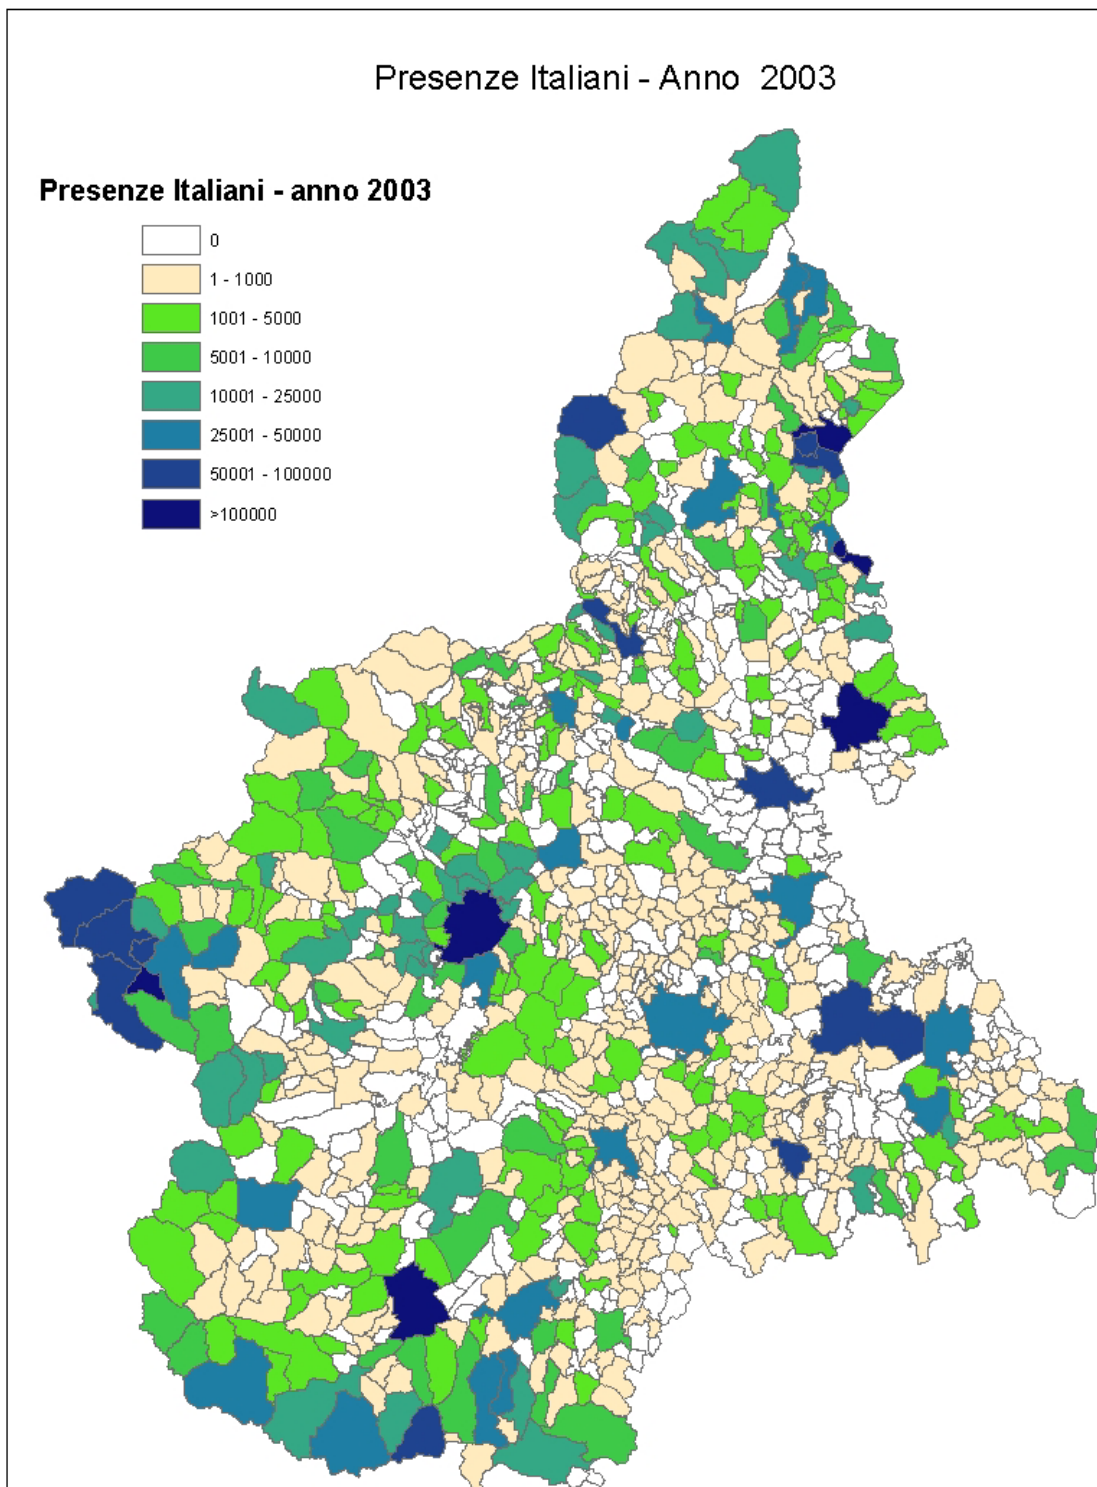 Presenze Italiani - Anno 2003
Presenze Italiani - anno 2003
0
1 - 1000
1001 - 5000
5001 - 10000
10001 - 25000
25001 - 50000
50001 - 100000
>100000